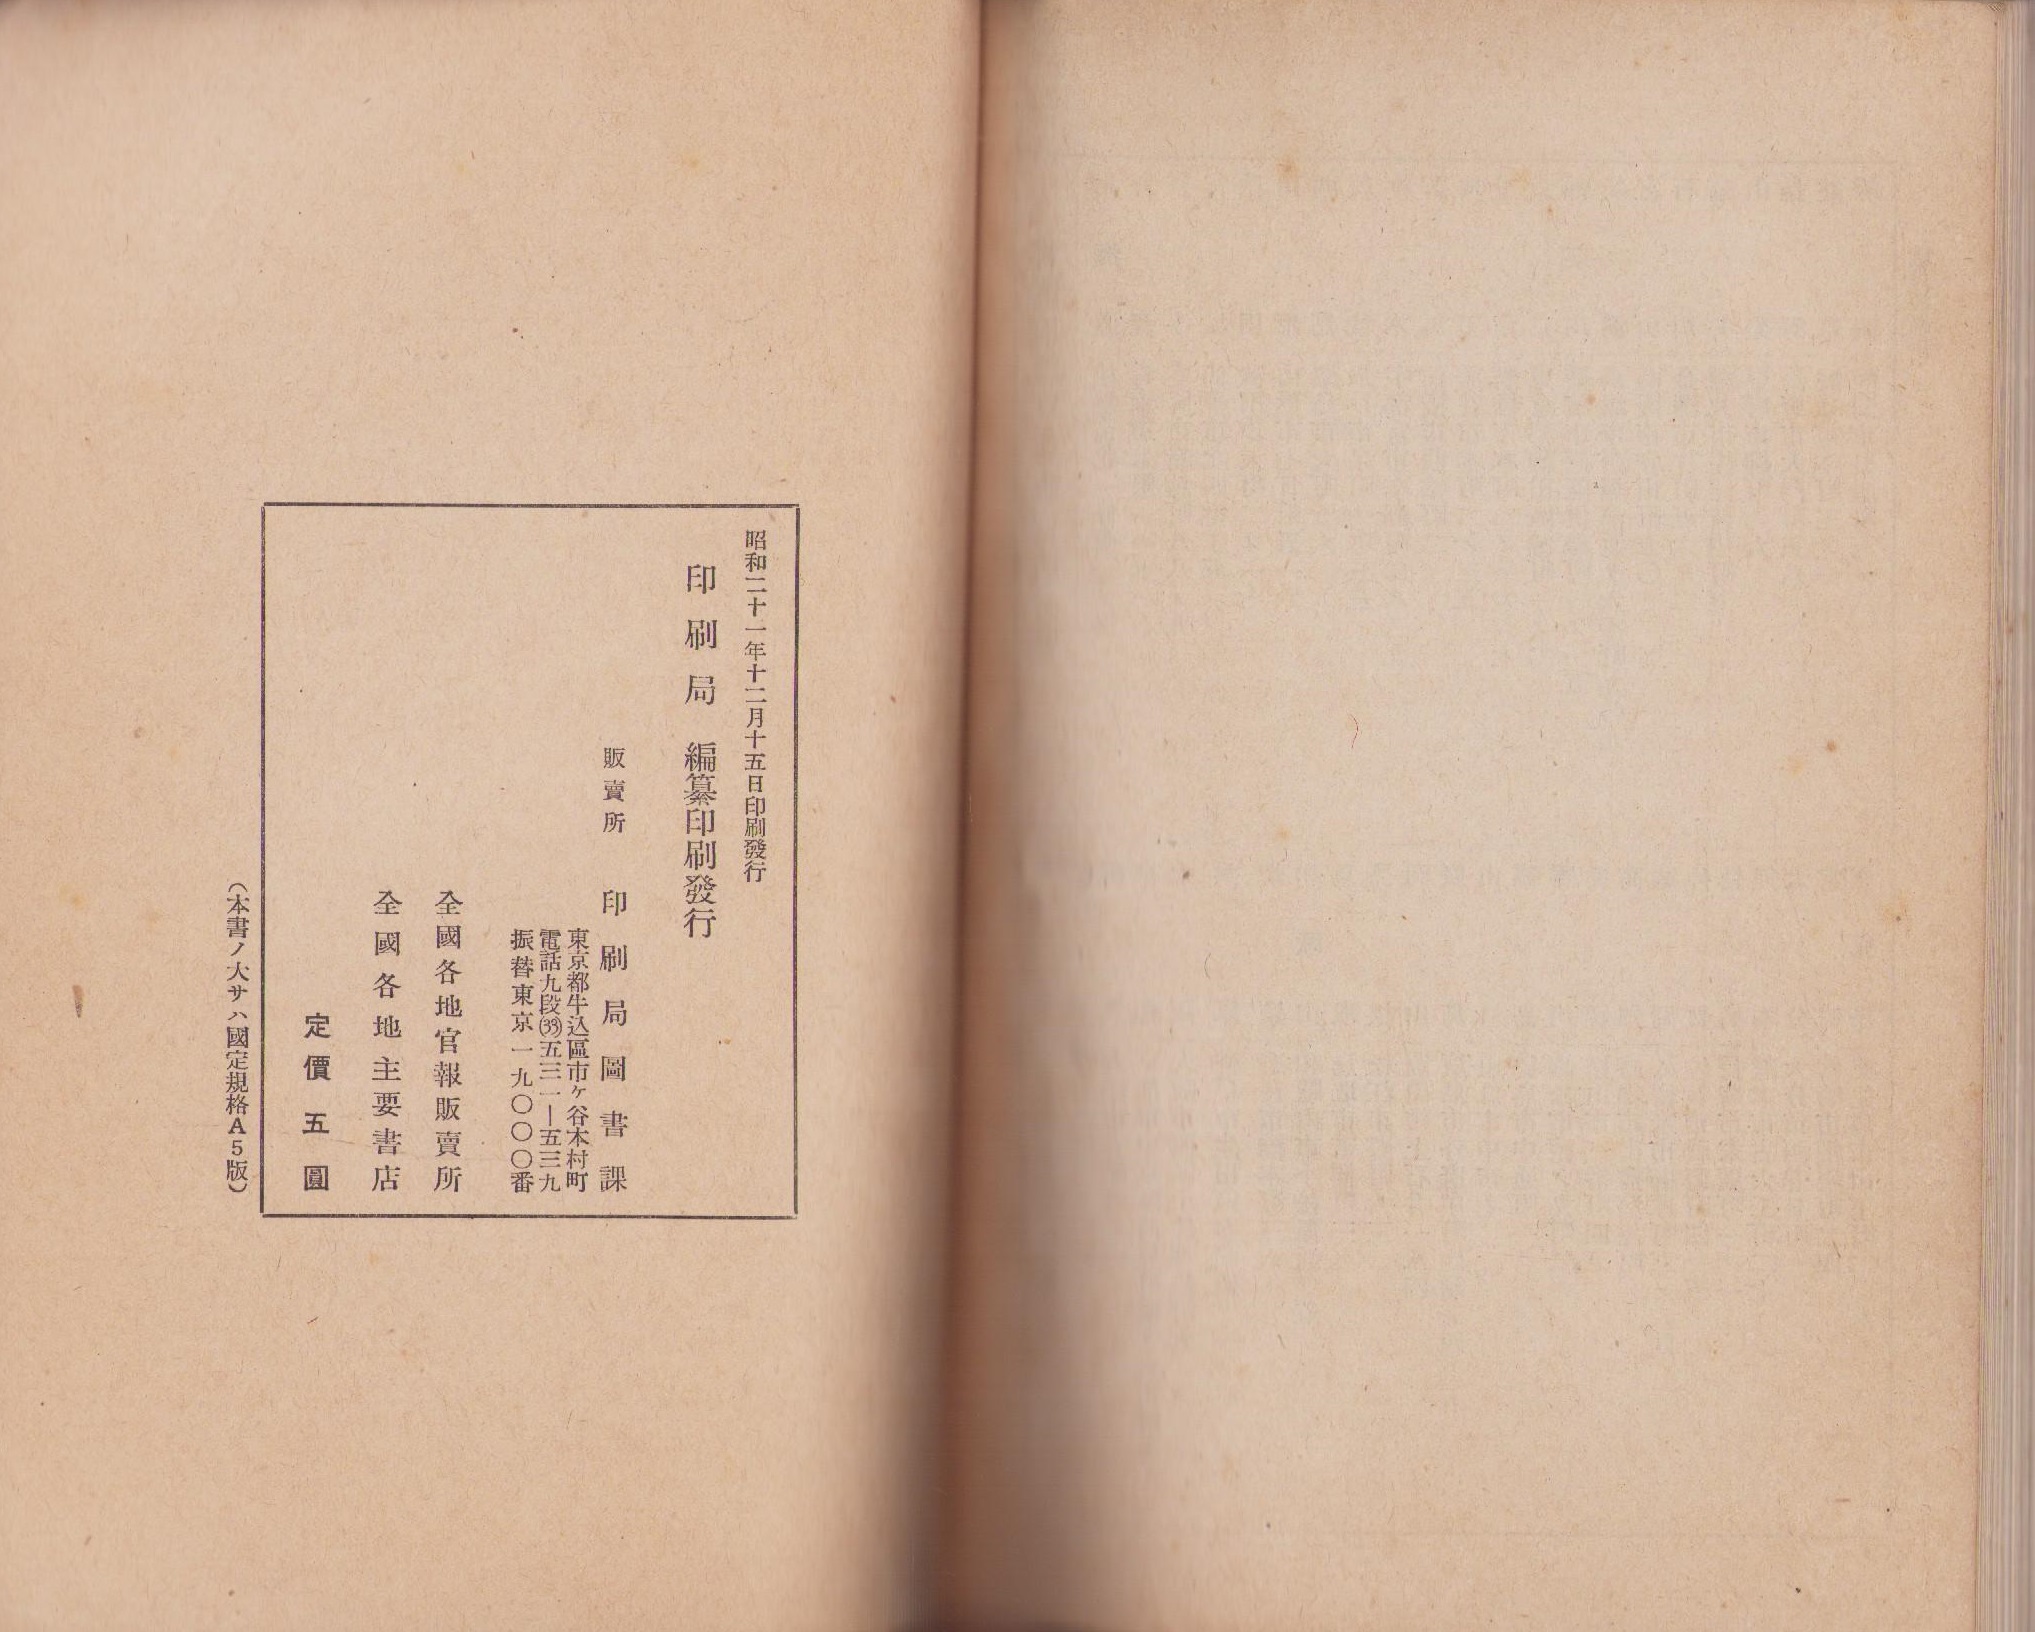 昭和二十一年十二月十五日印刷發行
印刷局 編纂印刷發行
販賣所 印刷局圖書課
東京都牛込區市ヶ谷本村町
電話九段(33)五三一―五三九
振替東京一九〇〇〇〇番
全國各地官報販賣所
全國各地主要書店
定價五圓
(本書ノ大サハ國定規格A5版)